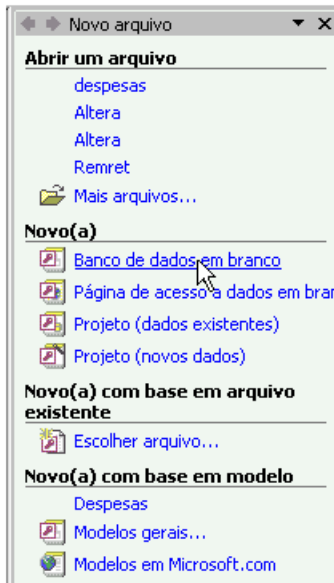 Novo arquivo
Abrir um arquivo
despesas
Altera
Altera
Remret
Mais arquivos...
Novo(a)
Banco de dados em branco
Página de acesso a dados em bran
Projeto (dados existentes)
Projeto (novos dados)
Novo(a) com base em arquivo
existente
Escolher arquivo...
Novo(a) com base em modelo
Despesas
Modelos gerais...
Modelos em Microsoft.com